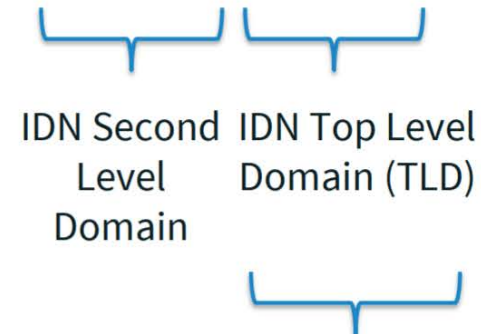 IDN Second
Level
Domain
IDN Top Level
Domain (TLD)